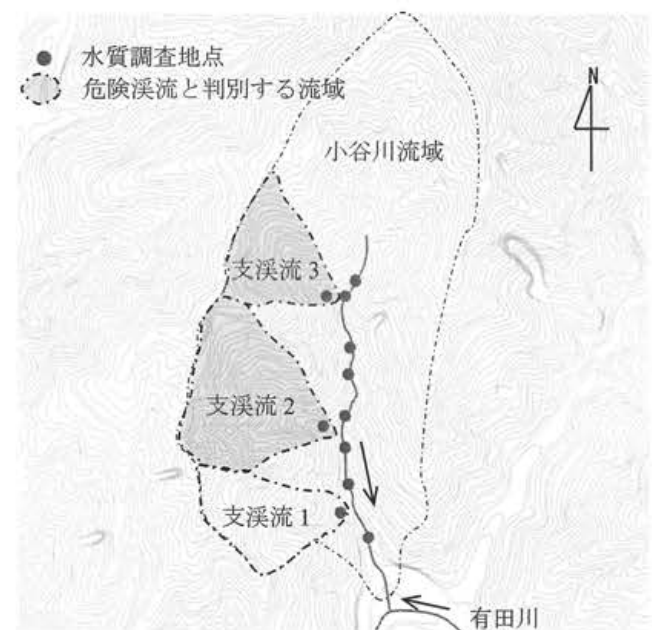 水質調査地点
危険渓流と判別する流域
N
小谷川流域
支渓流 3
支渓流 2
支渓流 1
有田川